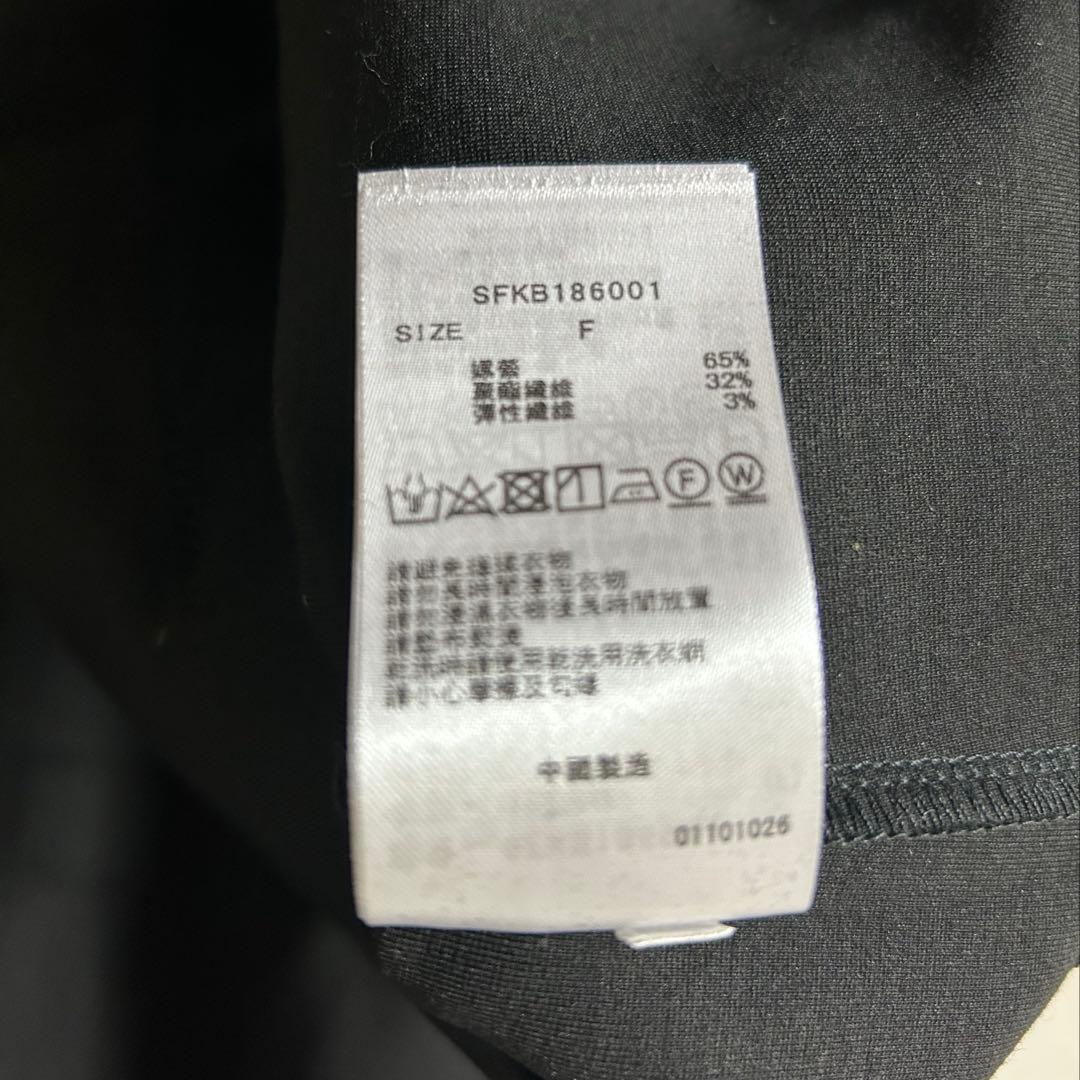 SFKB186001
SIZE F
縲縈 65%
聚酯纖維 32%
彈性纖維 3%
F W
請避免搓揉衣物
請勿長時間浸泡衣物
請勿浸濕衣物後長時間放置
請墊布熨燙
乾洗時請使用乾洗用洗衣網
請小心摩擦及勾縫
中國製造
01101026